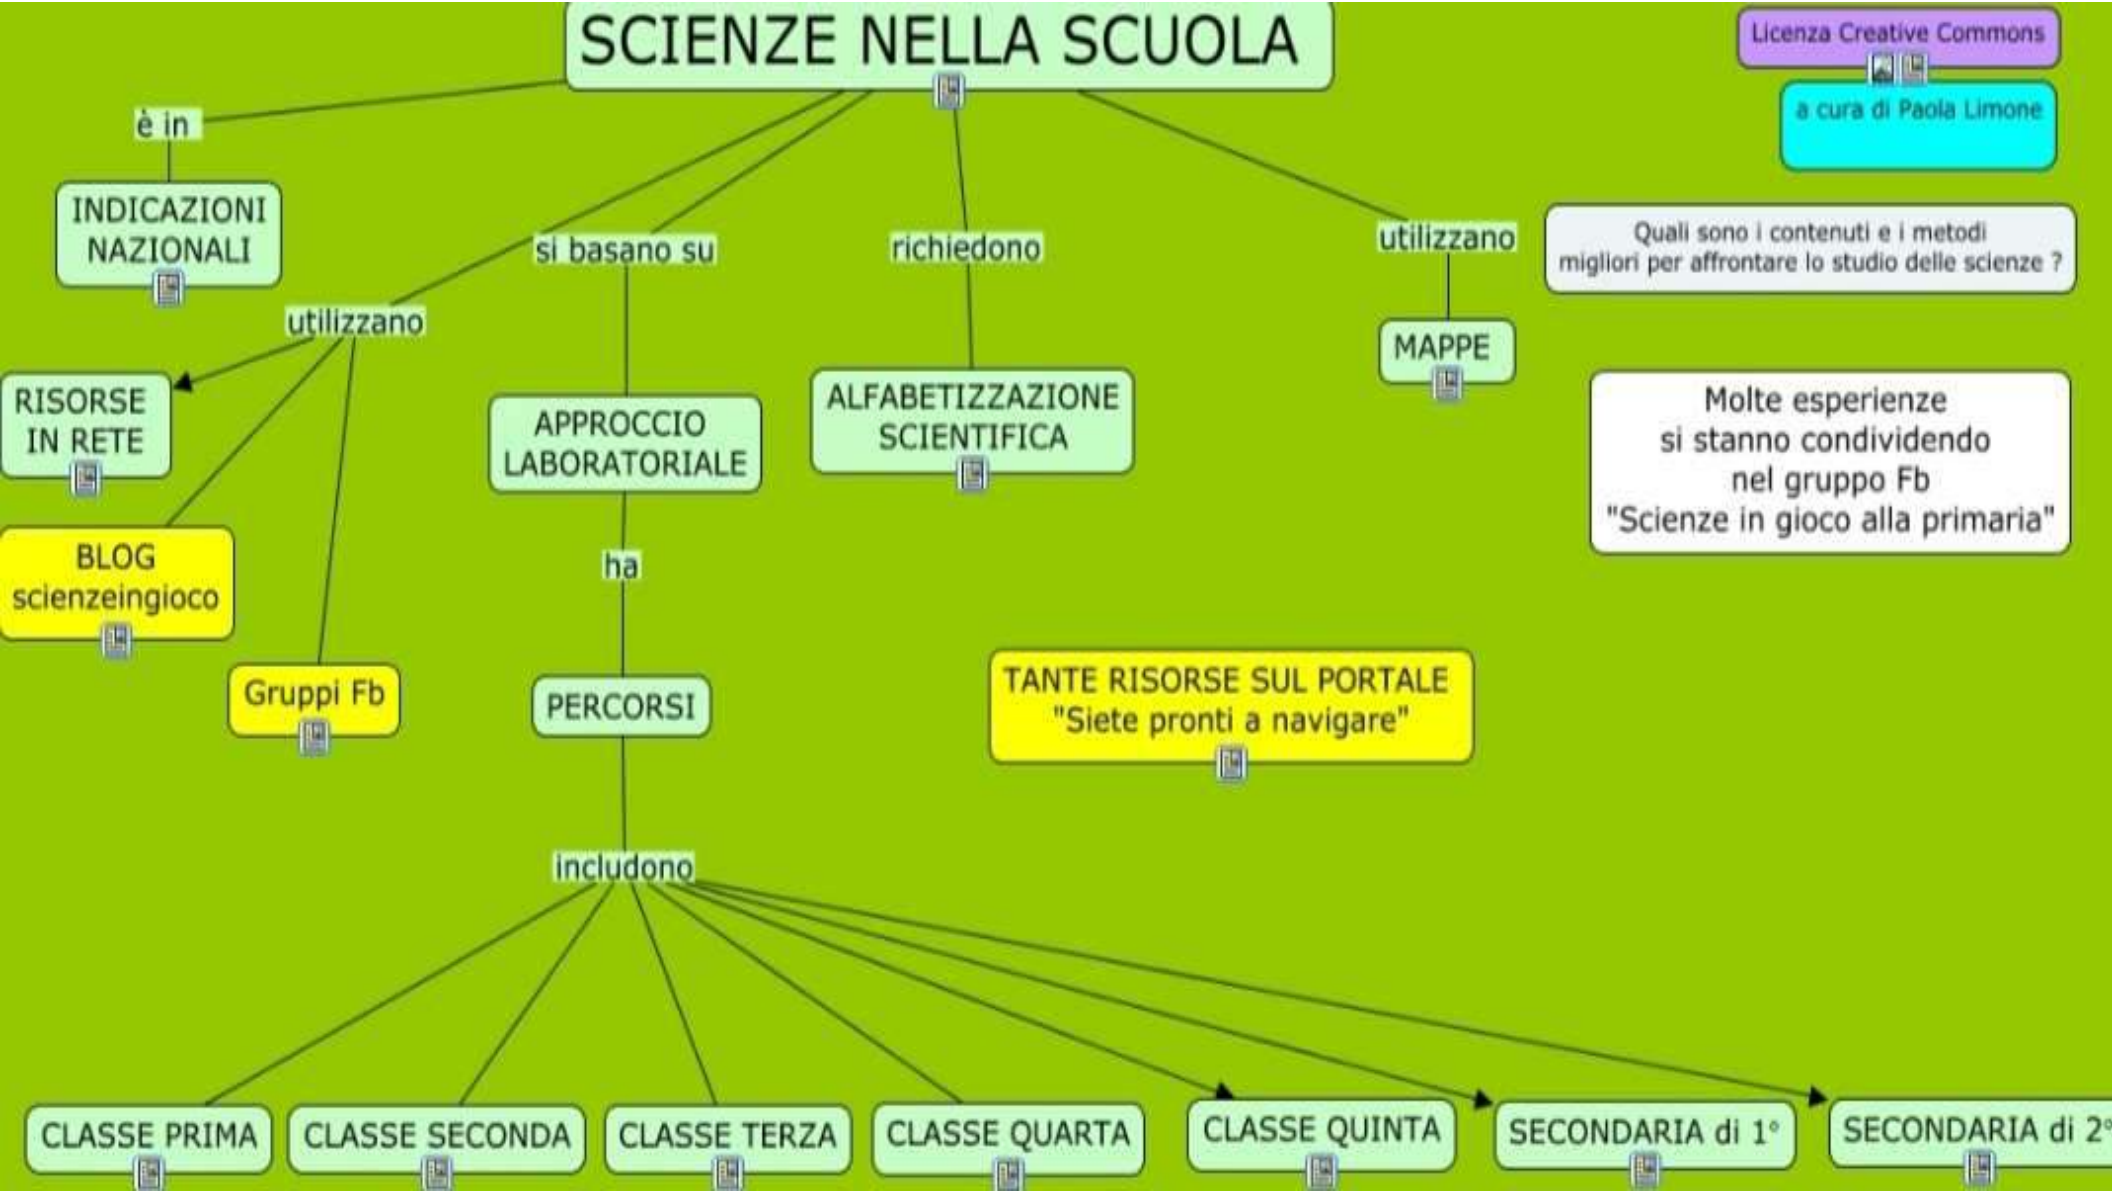 SCIENZE NELLA SCUOLA
Licenza Creative Commons
a cura di Paola Limone
è in
INDICAZIONI
NAZIONALI
utilizzano
si basano su
richiedono
utilizzano
Quali sono i contenuti e i metodi
migliori per affrontare lo studio delle scienze ?
MAPPE
RISORSE
IN RETE
APPROCCIO
LABORATORIALE
ALFABETIZZAZIONE
SCIENTIFICA
Molte esperienze
si stanno condividendo
nel gruppo Fb
"Scienze in gioco alla primaria"
BLOG
scienzeingioco
ha
Gruppi Fb
PERCORSI
TANTE RISORSE SUL PORTALE
"Siete pronti a navigare"
includono
CLASSE PRIMA
CLASSE SECONDA
CLASSE TERZA
CLASSE QUARTA
CLASSE QUINTA
SECONDARIA di 1°
SECONDARIA di 2°